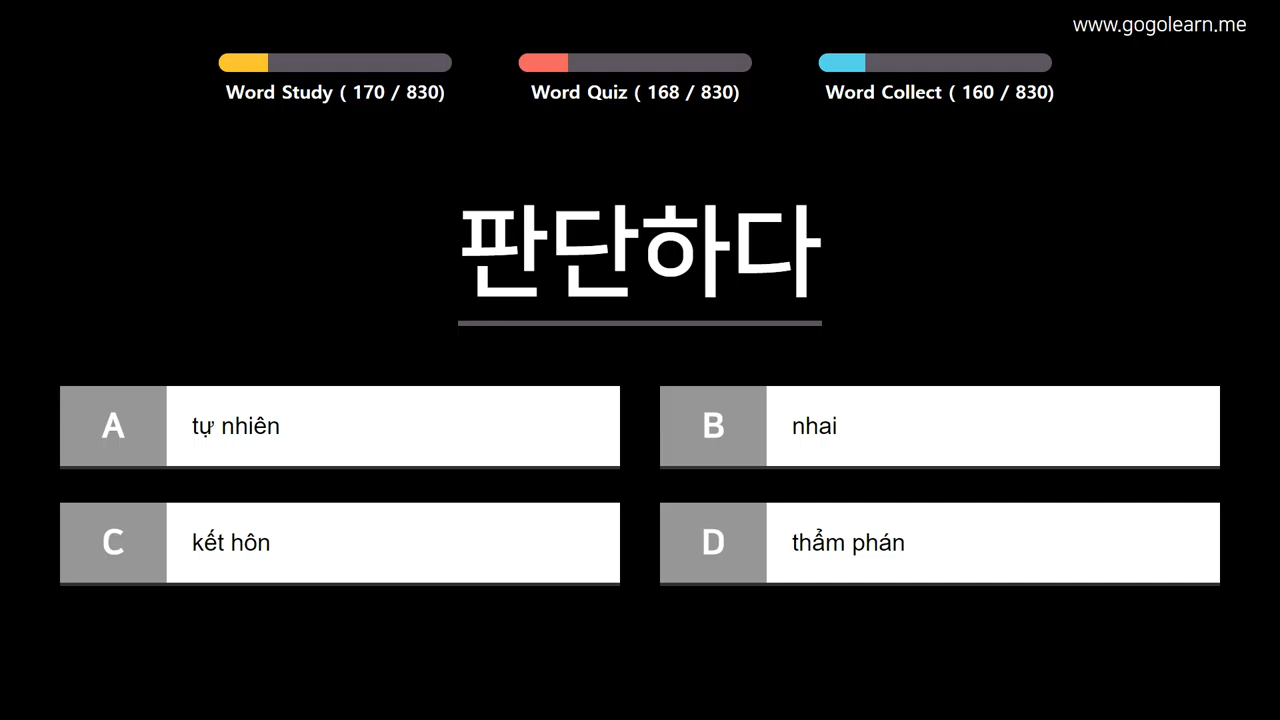 www.gogolearn.me
Word Study ( 170 / 830)
Word Quiz ( 168 / 830)
Word Collect ( 160 / 830)
판단하다
A tự nhiên
B nhai
C kết hôn
D thẩm phán